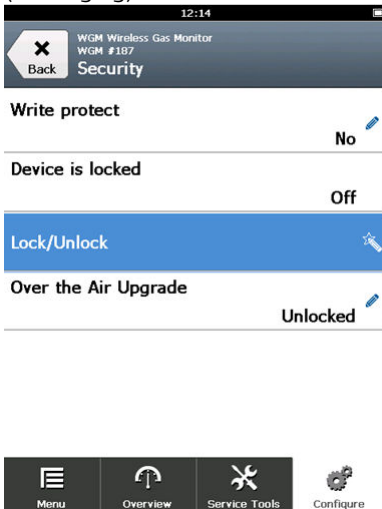 12:14
WGM Wireless Gas Monitor
WGM #187
Back
Security
Write protect
No
Device is locked
Off
Lock/Unlock
Over the Air Upgrade
Unlocked
Menu
Overview
Service Tools
Configure